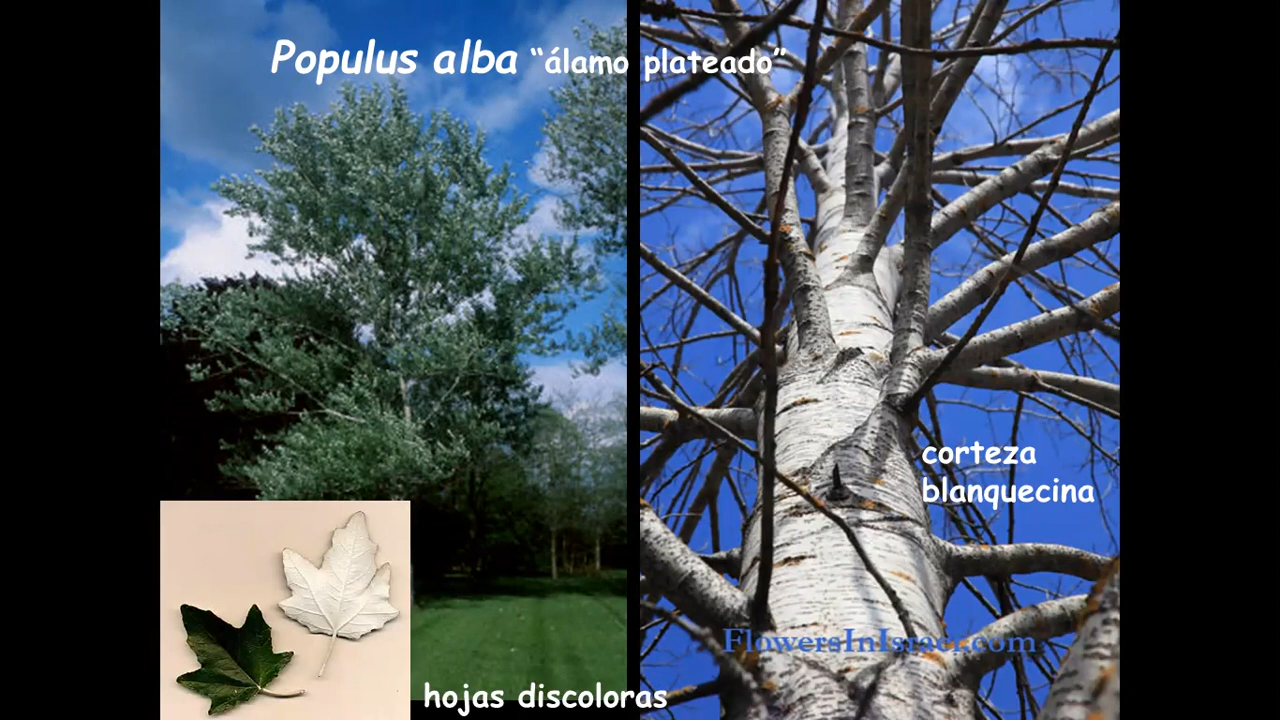 Populus alba “álamo plateado”
corteza
blanquecina
FlowersInIsrael.com
hojas discoloras